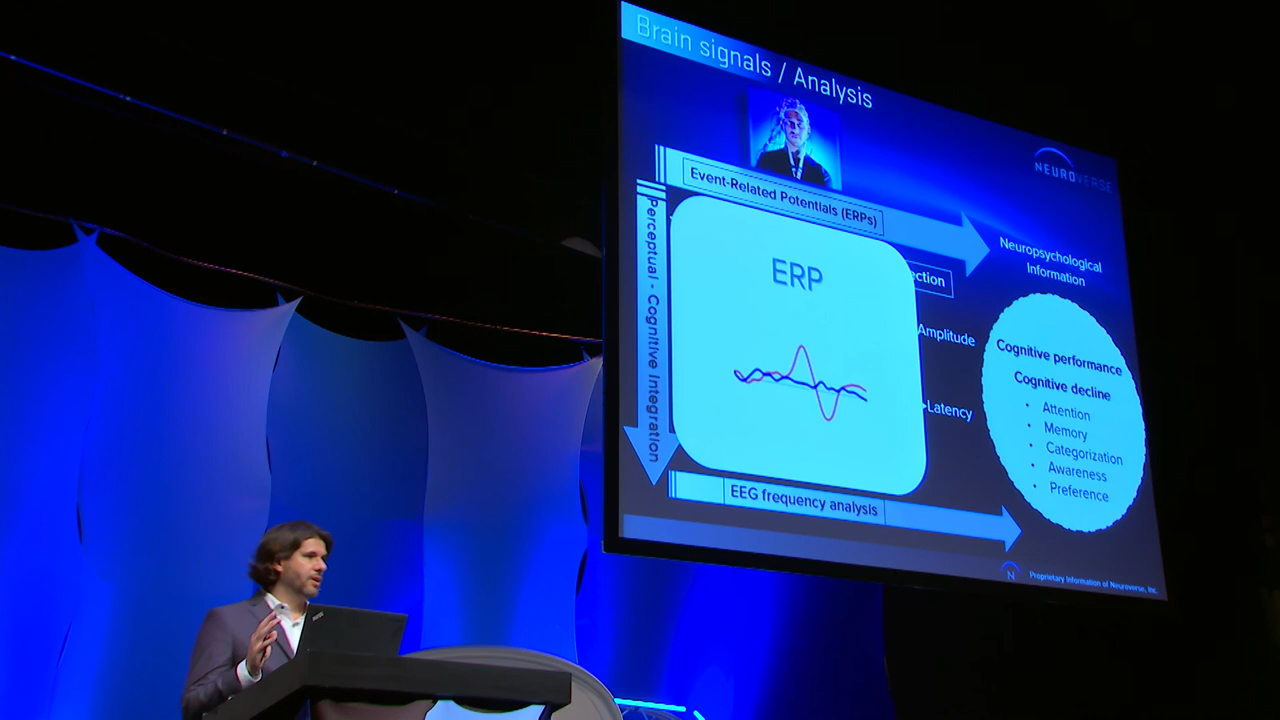 Brain signals / Analysis
NEUROVERSE
Event-Related Potentials (ERPs)
Neuropsychological
Information
Perceptual - Cognitive Integration
ERP
ection
Amplitude
Latency
Cognitive performance
Cognitive decline
• Attention
• Memory
• Categorization
• Awareness
• Preference
EEG frequency analysis
N
Proprietary Information of Neuroverse, Inc.